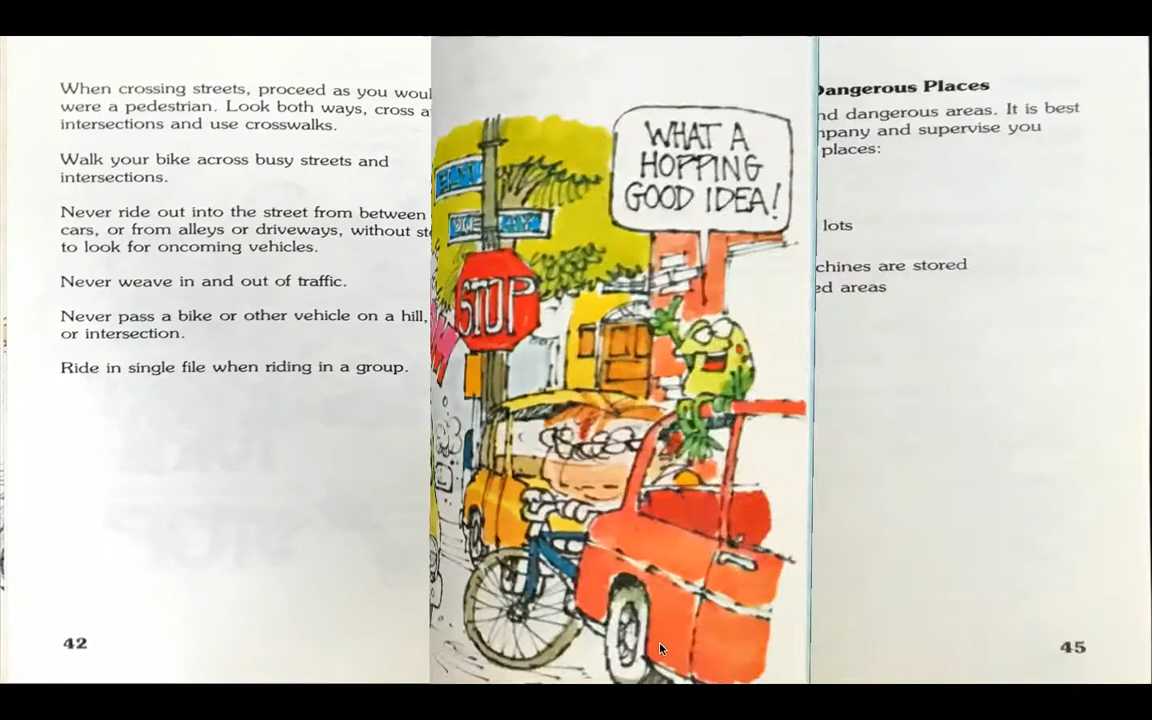 When crossing streets, proceed as you woul
were a pedestrian. Look both ways, cross a
intersections and use crosswalks.
Walk your bike across busy streets and
intersections.
Never ride out into the street from between
cars, or from alleys or driveways, without st
to look for oncoming vehicles.
Never weave in and out of traffic.
Never pass a bike or other vehicle on a hill,
or intersection.
Ride in single file when riding in a group.
42
WHAT A
HOPPING
GOOD IDEA!
STOP
Dangerous Places
nd dangerous areas. It is best
mpany and supervise you
places:
lots
chines are stored
ed areas
45